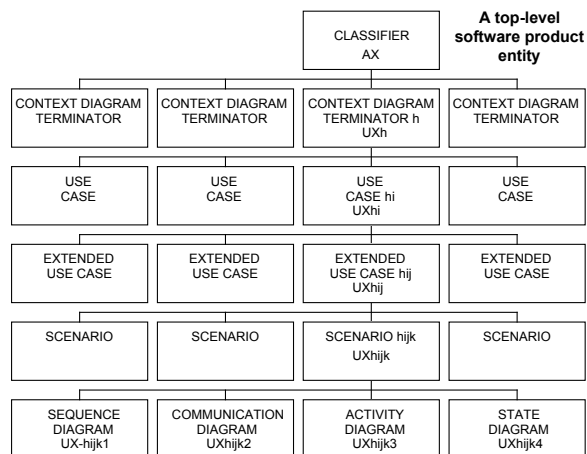 CLASSIFIER
AX
A top-level
software product
entity
CONTEXT DIAGRAM
TERMINATOR
CONTEXT DIAGRAM
TERMINATOR
CONTEXT DIAGRAM
TERMINATOR h
UXh
CONTEXT DIAGRAM
TERMINATOR
USE
CASE
USE
CASE
USE
CASE hi
UXhi
USE
CASE
EXTENDED
USE CASE
EXTENDED
USE CASE
EXTENDED
USE CASE hij
UXhij
EXTENDED
USE CASE
SCENARIO
SCENARIO
SCENARIO hijk
UXhijk
SCENARIO
SEQUENCE
DIAGRAM
UX-hijk1
COMMUNICATION
DIAGRAM
UXhijk2
ACTIVITY
DIAGRAM
UXhijk3
STATE
DIAGRAM
UXhijk4